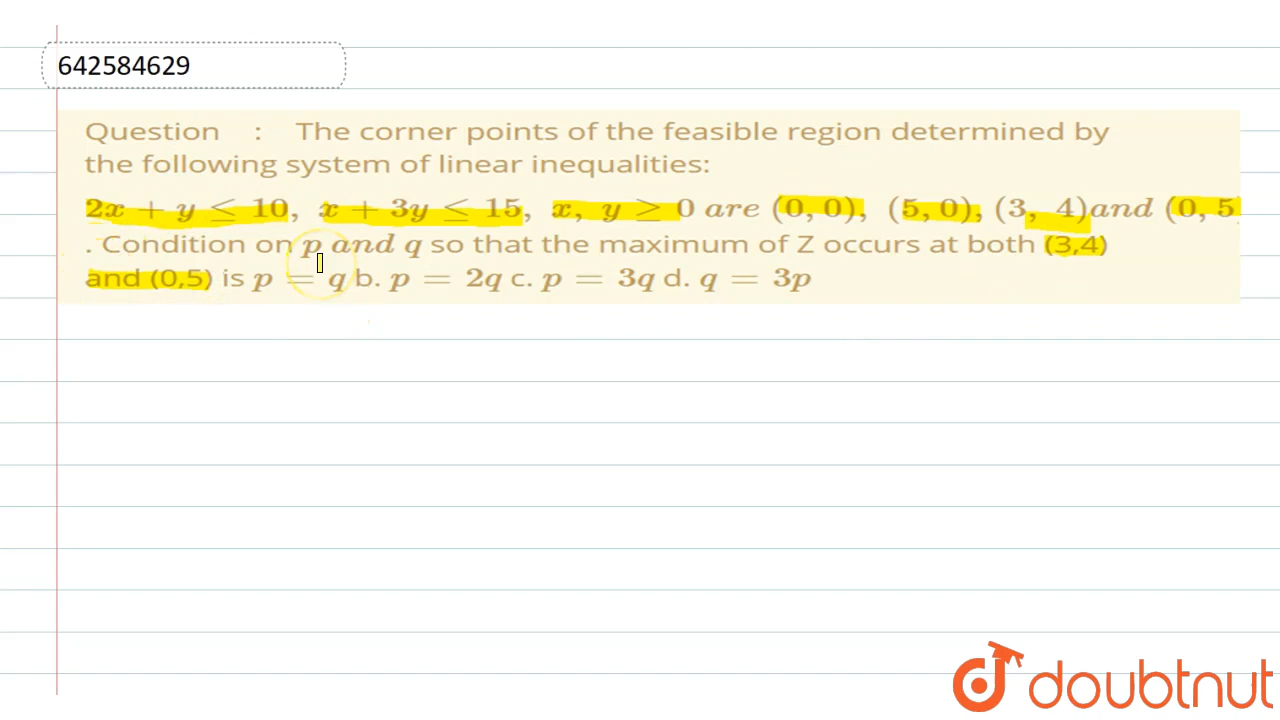 642584629
Question : The corner points of the feasible region determined by
the following system of linear inequalities:
2x + y ≤ 10, x + 3y ≤ 15, x, y ≥ 0 are (0, 0), (5, 0), (3, 4)and (0, 5)
. Condition on p and q so that the maximum of Z occurs at both (3,4)
and (0,5) is p = q b. p = 2q c. p = 3q d. q = 3p
doubtnut